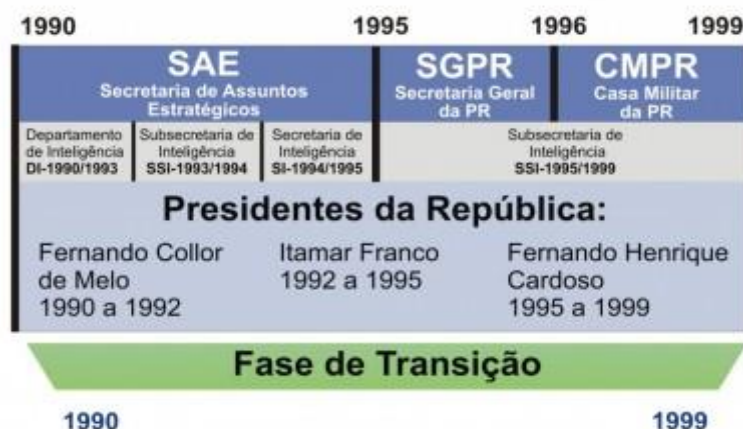 1990 1995 1996 1999
SAE
Secretaria de Assuntos
Estratégicos
SGPR
Secretaria Geral
da PR
CMPR
Casa Militar
da PR
Departamento
de Inteligência
DI-1990/1993
Subsecretaria de
Inteligência
SSI-1993/1994
Secretaria de
Inteligência
SI-1994/1995
Subsecretaria de
Inteligência
SSI-1995/1999
Presidentes da República:
Fernando Collor
de Melo
1990 a 1992
Itamar Franco
1992 a 1995
Fernando Henrique
Cardoso
1995 a 1999
Fase de Transição
1990 1999